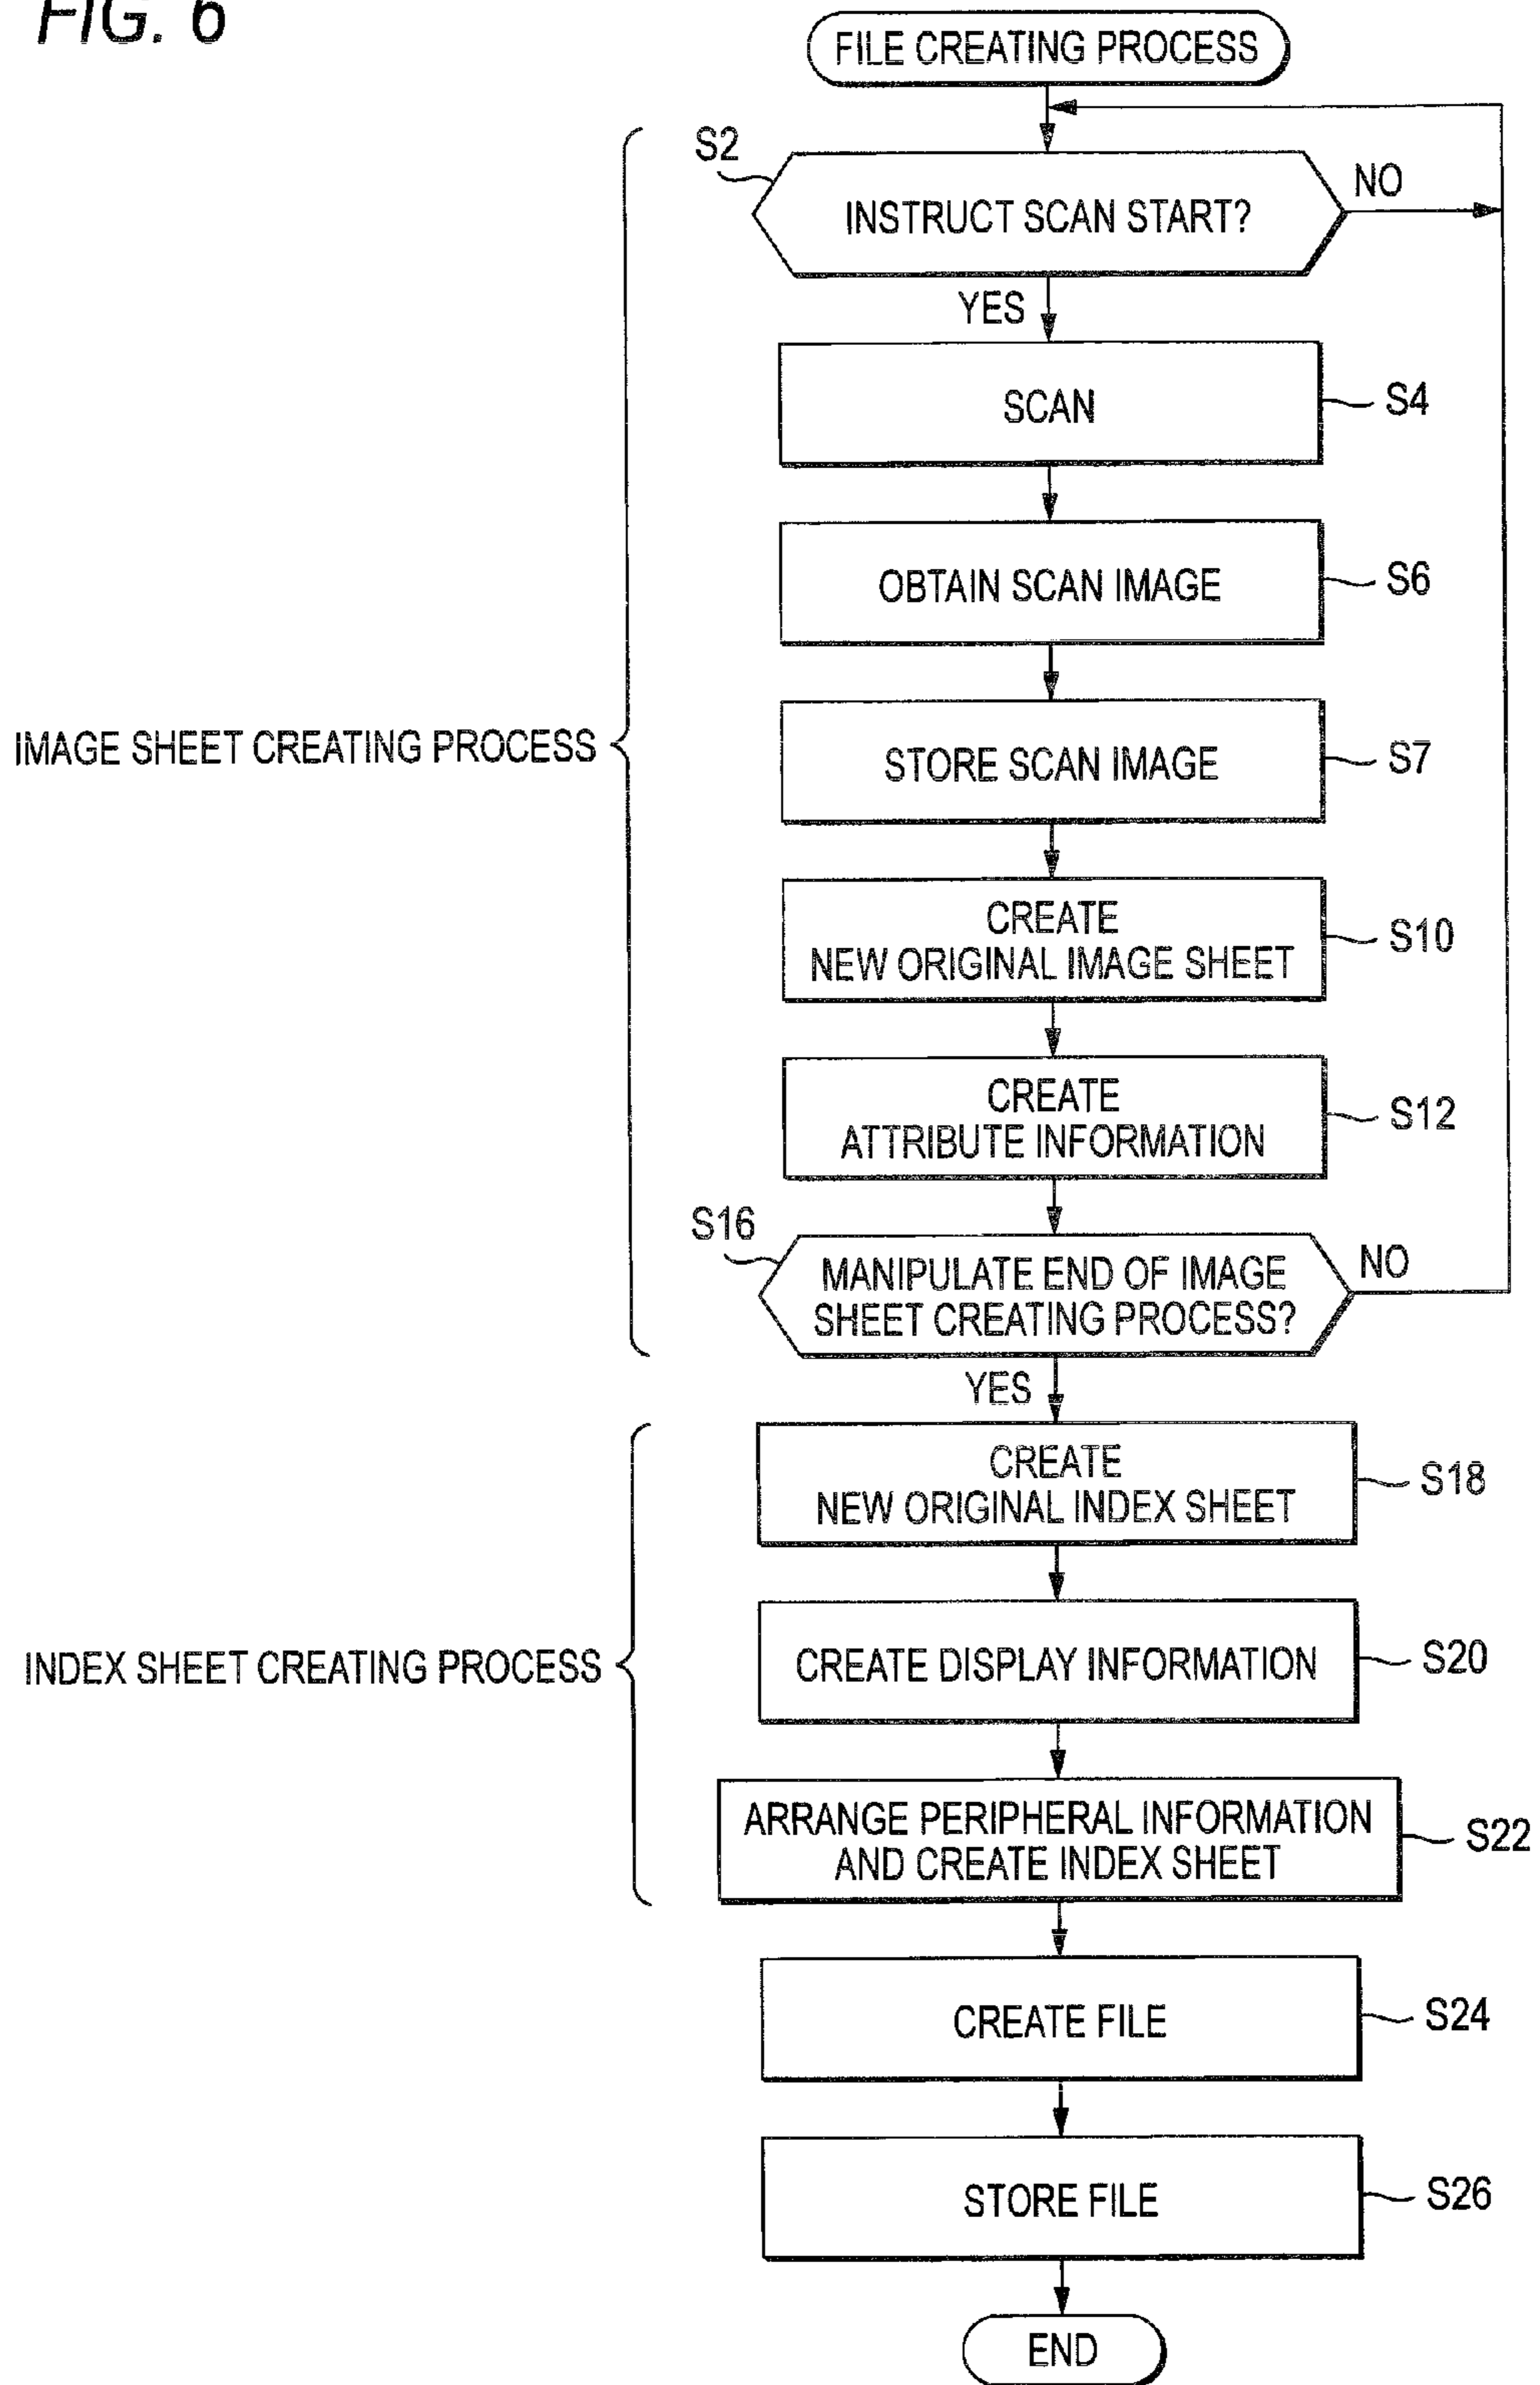 FIG. 6
FILE CREATING PROCESS
S2
INSTRUCT SCAN START?
NO
YES
SCAN
S4
OBTAIN SCAN IMAGE
S6
IMAGE SHEET CREATING PROCESS
STORE SCAN IMAGE
S7
CREATE
NEW ORIGINAL IMAGE SHEET
S10
CREATE
ATTRIBUTE INFORMATION
S12
S16
MANIPULATE END OF IMAGE
SHEET CREATING PROCESS?
NO
YES
CREATE
NEW ORIGINAL INDEX SHEET
S18
INDEX SHEET CREATING PROCESS
CREATE DISPLAY INFORMATION
S20
ARRANGE PERIPHERAL INFORMATION
AND CREATE INDEX SHEET
S22
CREATE FILE
S24
STORE FILE
S26
END